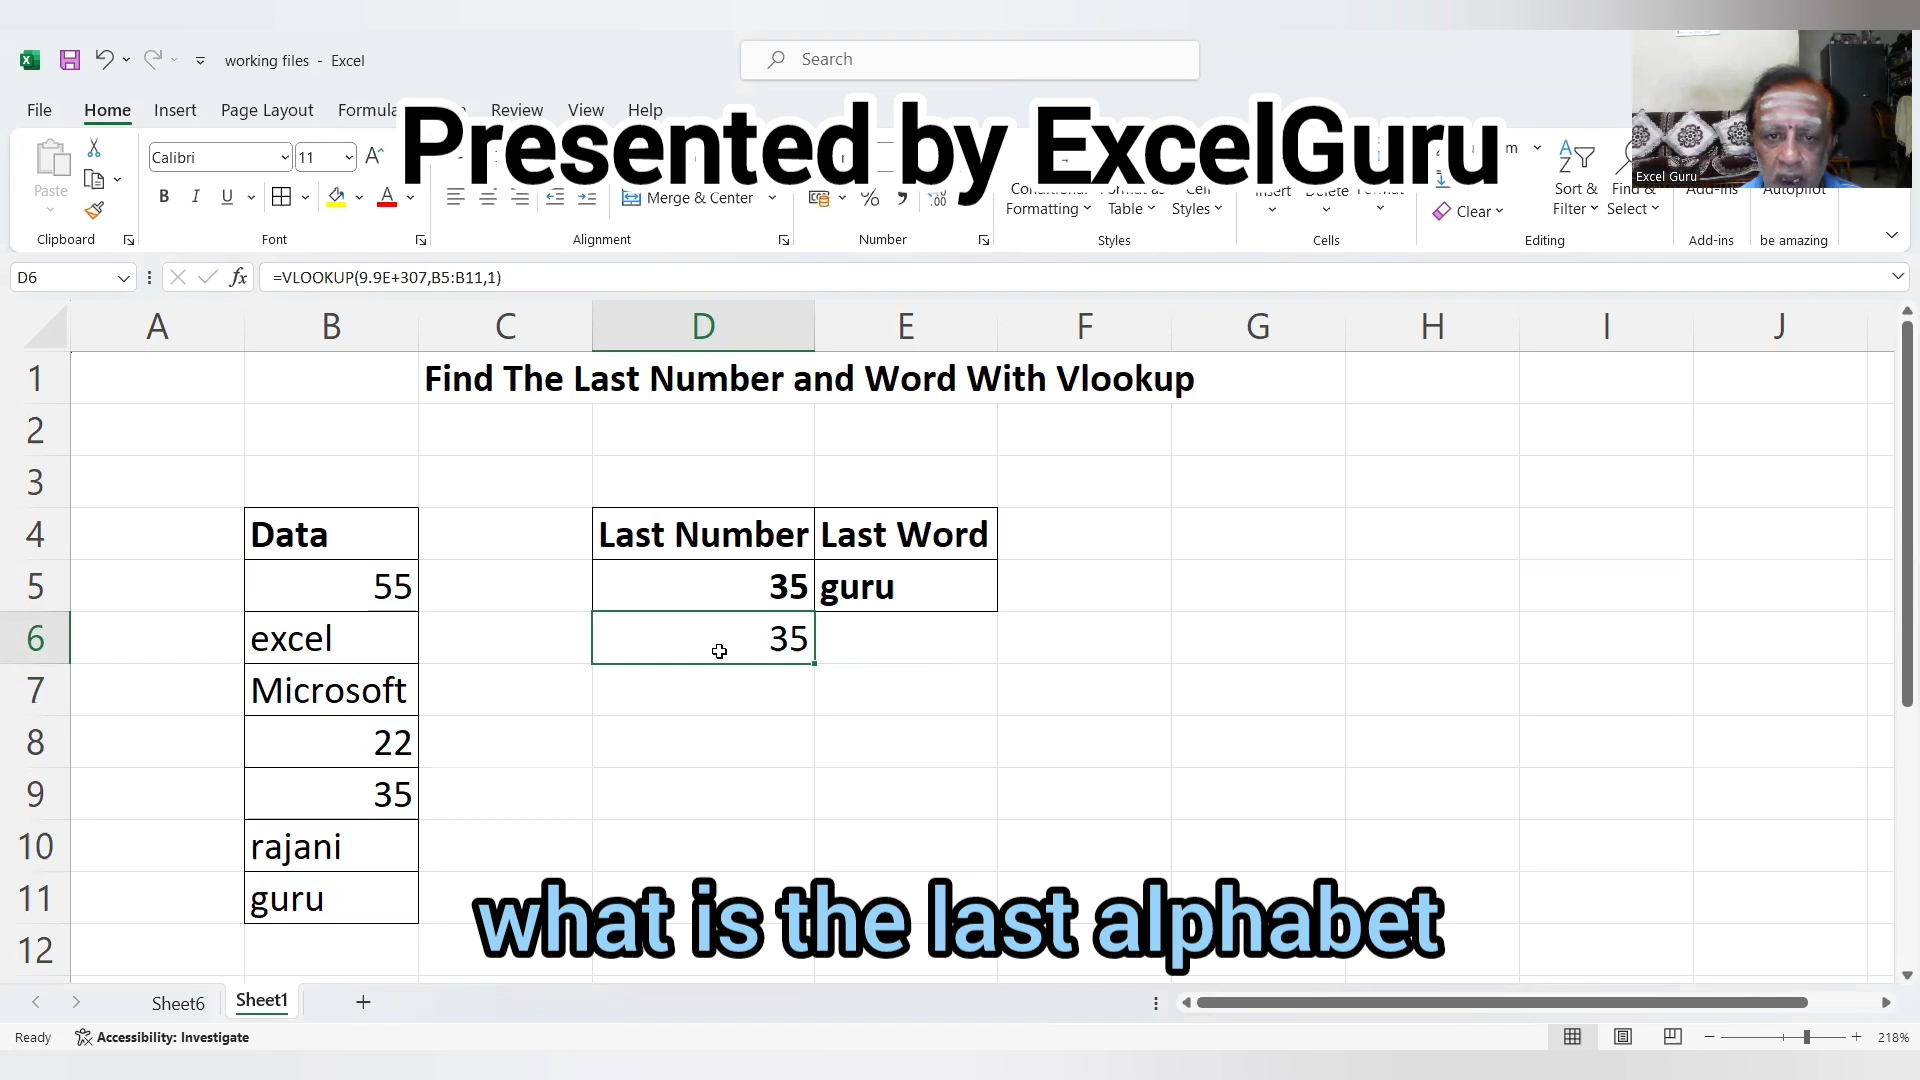 working files - Excel
Search
File Home Insert Page Layout Formula Review View Help
Presented by ExcelGuru
Excel Guru
Paste
Calibri 11
B I U
Merge & Center
Formatting Table Styles
Clear
Sort & Filter Find & Select
Clipboard Font Alignment Number Styles Cells Editing Add-ins be amazing
D6 fx =VLOOKUP(9.9E+307,B5:B11,1)
A B C D E F G H I J
1 Find The Last Number and Word With Vlookup
2
3
4 Data Last Number Last Word
5 55 35 guru
6 excel 35
7 Microsoft
8 22
9 35
10 rajani
11 guru
what is the last alphabet
12
Sheet6 Sheet1
Ready Accessibility: Investigate 218%